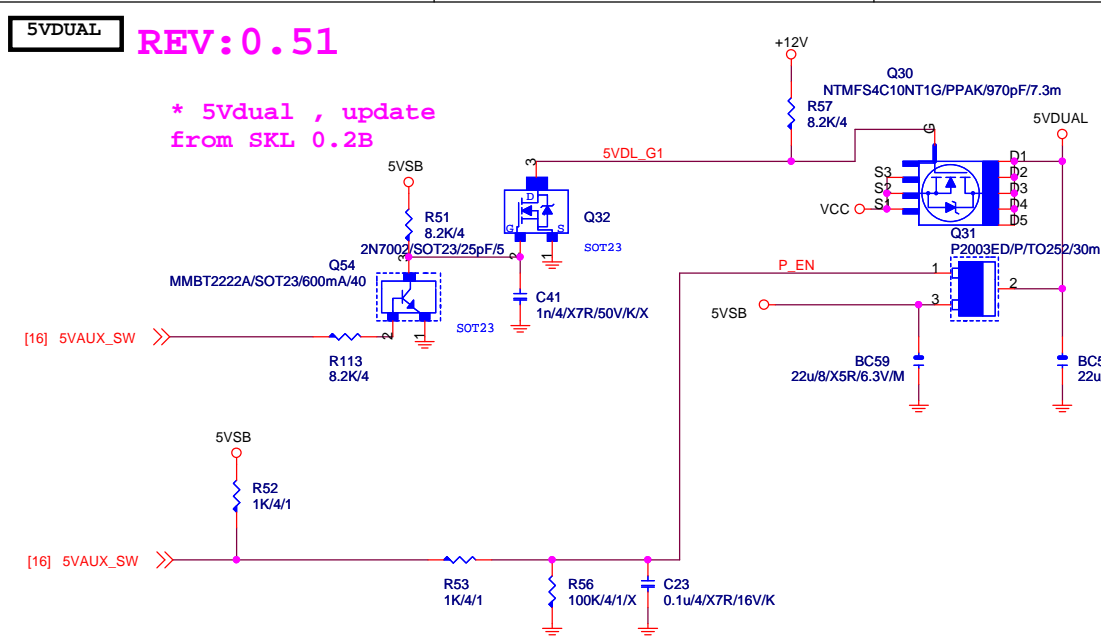 5VDUAL
REV:0.51
* 5Vdual , update
from SKL 0.2B
+12V
Q30
NTMFS4C10NT1G/PPAK/970pF/7.3m
R57
8.2K/4
G
5VDUAL
5VSB
3
5VDL_G1
D1
S3
D2
S2
D3
VCC
S1
D4
D5
R51
8.2K/4
D
G
S
Q32
SOT23
2N7002/SOT23/25pF/5
3
2
1
Q31
P2003ED/P/TO252/30m
Q54
MMBT2222A/SOT23/600mA/40
P_EN
1
2
3
5VSB
C41
1n/4/X7R/50V/K/X
SOT23
2
1
[16] 5VAUX_SW
R113
8.2K/4
BC59
22u/8/X5R/6.3V/M
BC5
22u
5VSB
R52
1K/4/1
[16] 5VAUX_SW
R53
1K/4/1
R56
100K/4/1/X
C23
0.1u/4/X7R/16V/K